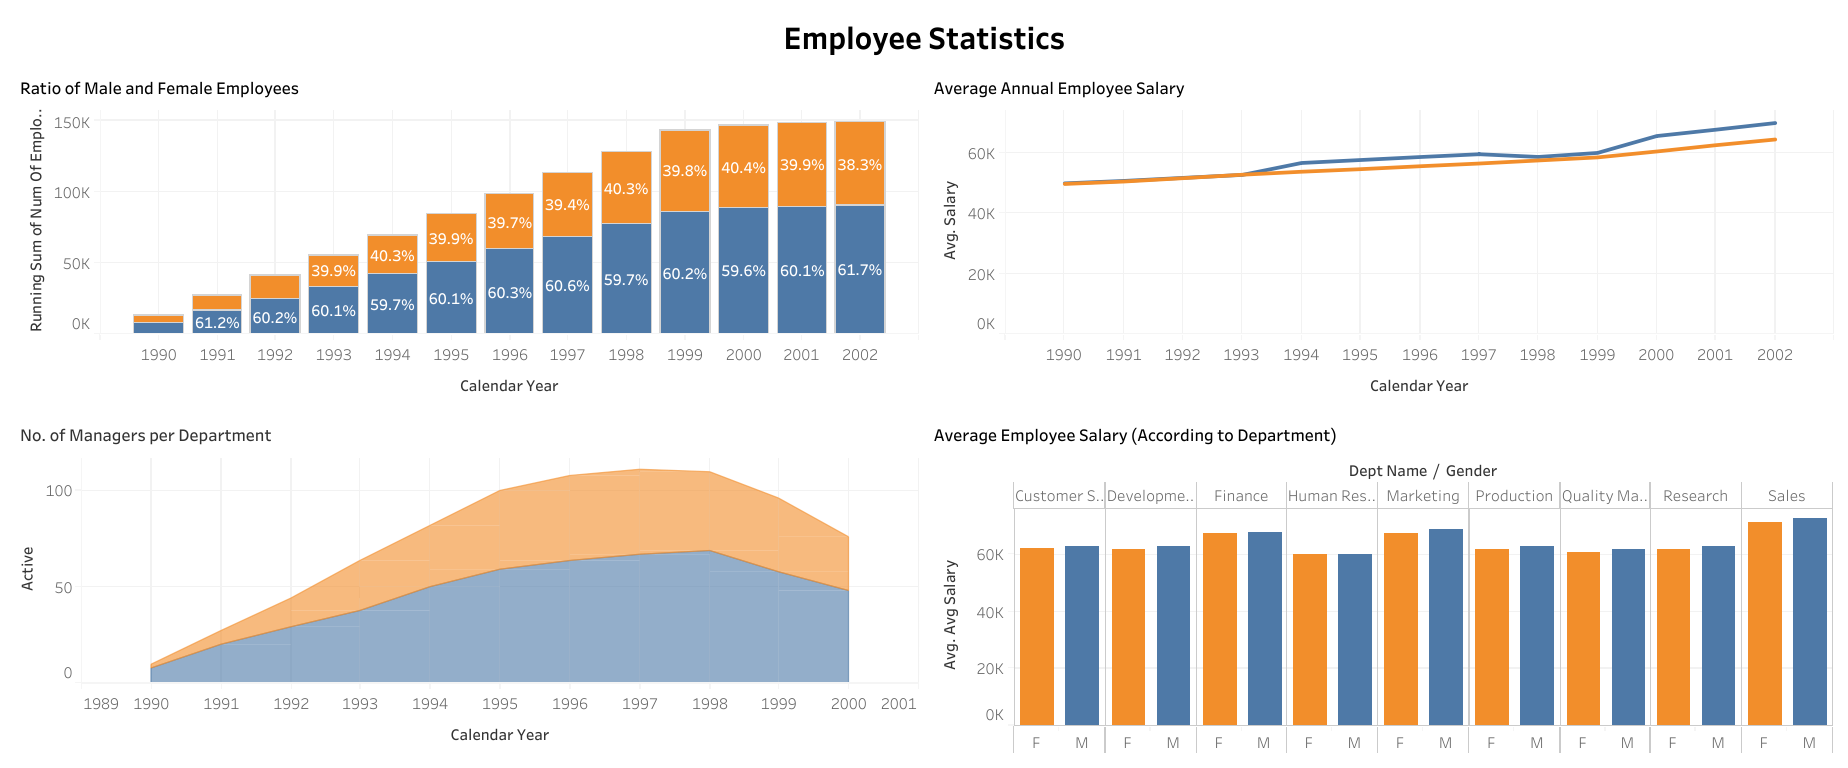 Employee Statistics
Ratio of Male and Female Employees
Running Sum of Num Of Emplo..
150K
100K
50K
0K
39.9%
40.3%
39.9%
39.7%
39.4%
40.3%
39.8%
40.4%
39.9%
38.3%
61.2%
60.2%
60.1%
59.7%
60.1%
60.3%
60.6%
59.7%
60.2%
59.6%
60.1%
61.7%
1990 1991 1992 1993 1994 1995 1996 1997 1998 1999 2000 2001 2002
Calendar Year
Average Annual Employee Salary
Avg. Salary
60K
40K
20K
0K
1990 1991 1992 1993 1994 1995 1996 1997 1998 1999 2000 2001 2002
Calendar Year
No. of Managers per Department
Active
100
50
0
1989 1990 1991 1992 1993 1994 1995 1996 1997 1998 1999 2000 2001
Calendar Year
Average Employee Salary (According to Department)
Dept Name / Gender
Customer S.. Developme.. Finance Human Res.. Marketing Production Quality Ma.. Research Sales
Avg. Avg Salary
60K
40K
20K
0K
F M F M F M F M F M F M F M F M F M